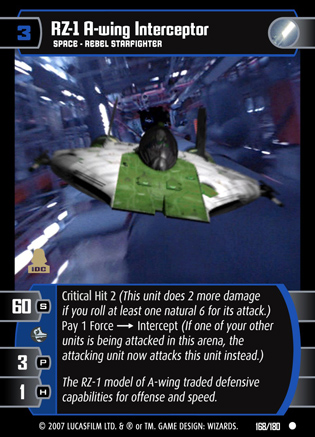 3
RZ-1 A-wing Interceptor
SPACE - REBEL STARFIGHTER
IDC
60 S
3 P
1 H
Critical Hit 2 (This unit does 2 more damage
if you roll at least one natural 6 for its attack.)
Pay 1 Force → Intercept (If one of your other
units is being attacked in this arena, the
attacking unit now attacks this unit instead.)
The RZ-1 model of A-wing traded defensive
capabilities for offense and speed.
© 2007 LUCASFILM LTD. & ® or TM. GAME DESIGN: WIZARDS. 168/180